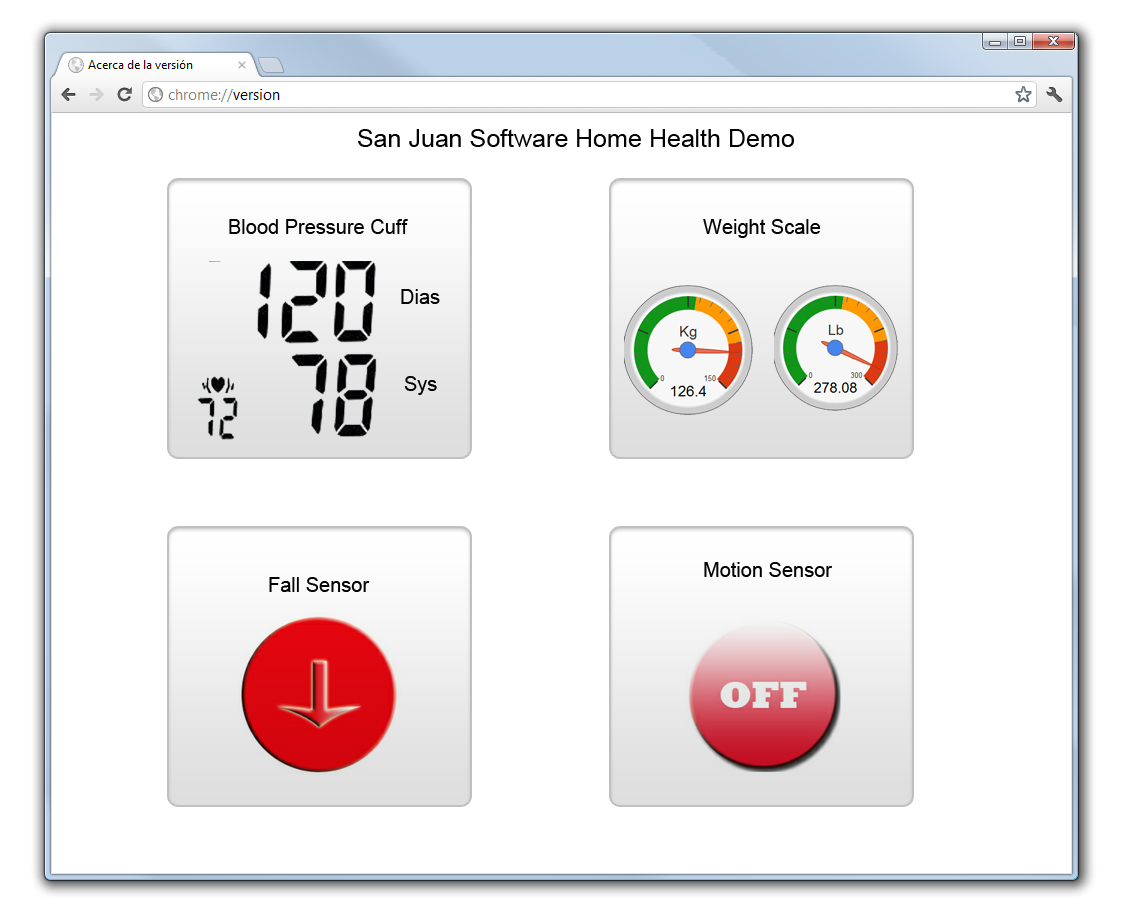 Acerca de la versión
chrome://version
San Juan Software Home Health Demo
Blood Pressure Cuff
120 Dias
78 Sys
72
Weight Scale
Kg
0 150
126.4
Lb
0 300
278.08
Fall Sensor
Motion Sensor
OFF